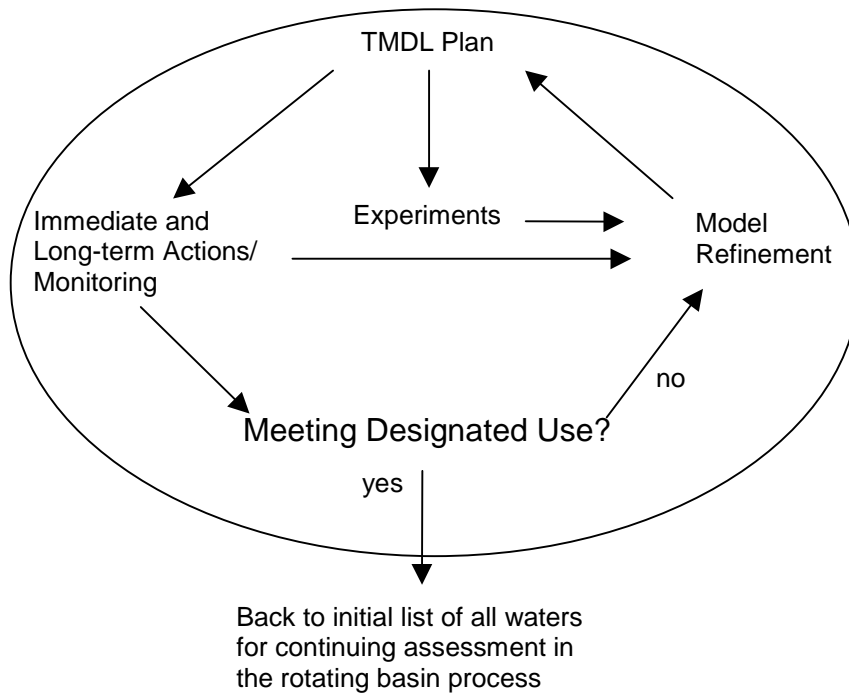 TMDL Plan
Immediate and
Long-term Actions/
Monitoring
Experiments
Model
Refinement
no
Meeting Designated Use?
yes
Back to initial list of all waters
for continuing assessment in
the rotating basin process